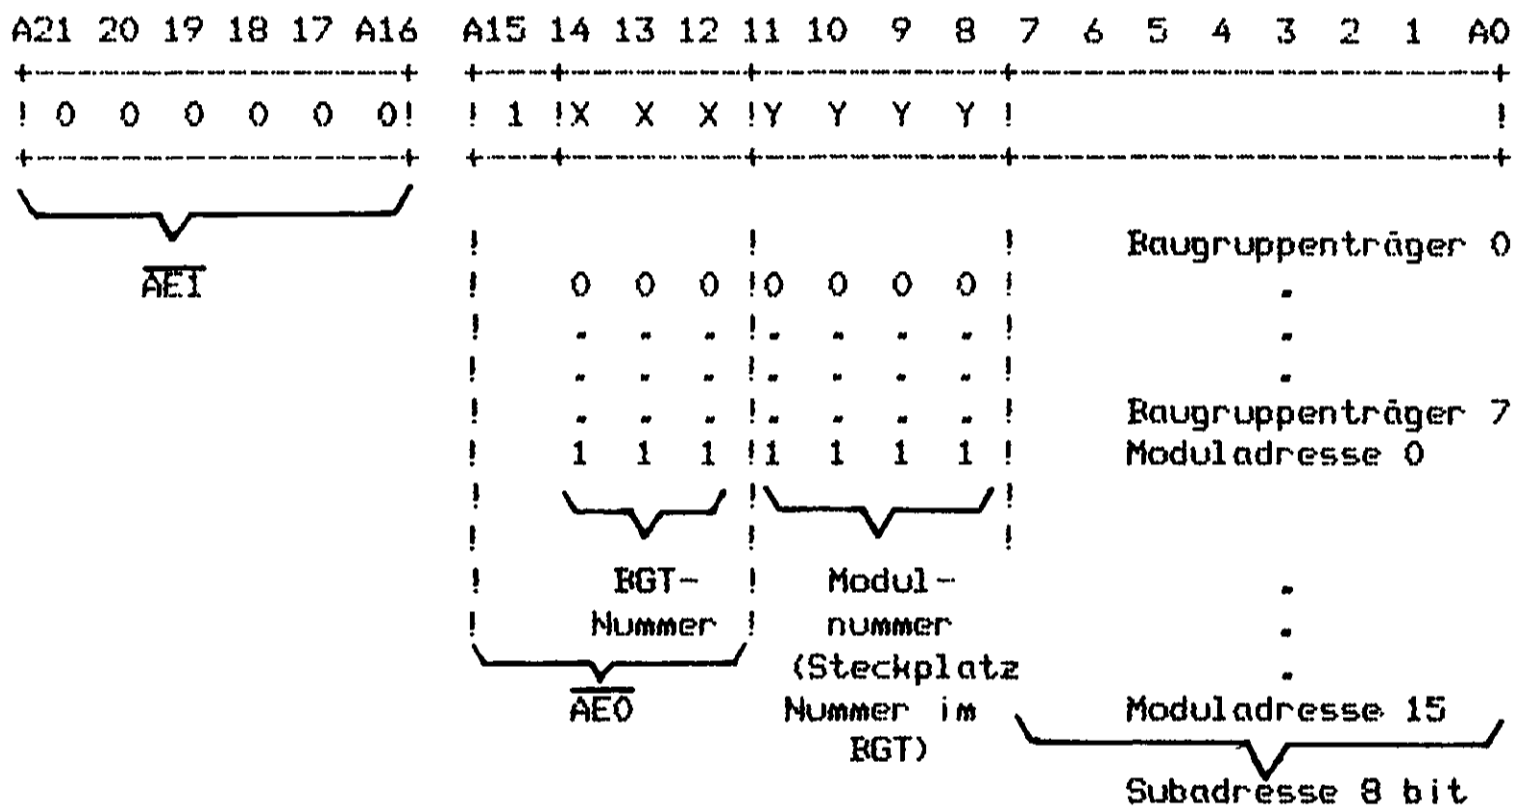 A21 20 19 18 17 A16 A15 14 13 12 11 10 9 8 7 6 5 4 3 2 1 A0
+-----------------+ +----+--------+------------+------------------------+
! 0 0 0 0 0 0! ! 1 !X X X !Y Y Y Y ! !
+-----------------+ +----+--------+------------+------------------------+
! ! ! Baugruppenträger 0
AE1 ! 0 0 0 !0 0 0 0 ! .
! . . . !. . . . ! .
! . . . !. . . . ! .
! . . . !. . . . ! Baugruppenträger 7
! 1 1 1 !1 1 1 1 ! Moduladresse 0
! ! !
! ! !
! BGT- ! Modul- .
! Nummer ! nummer .
(Steckplatz .
AE0 Nummer im Moduladresse 15
BGT)
Subadresse 8 bit